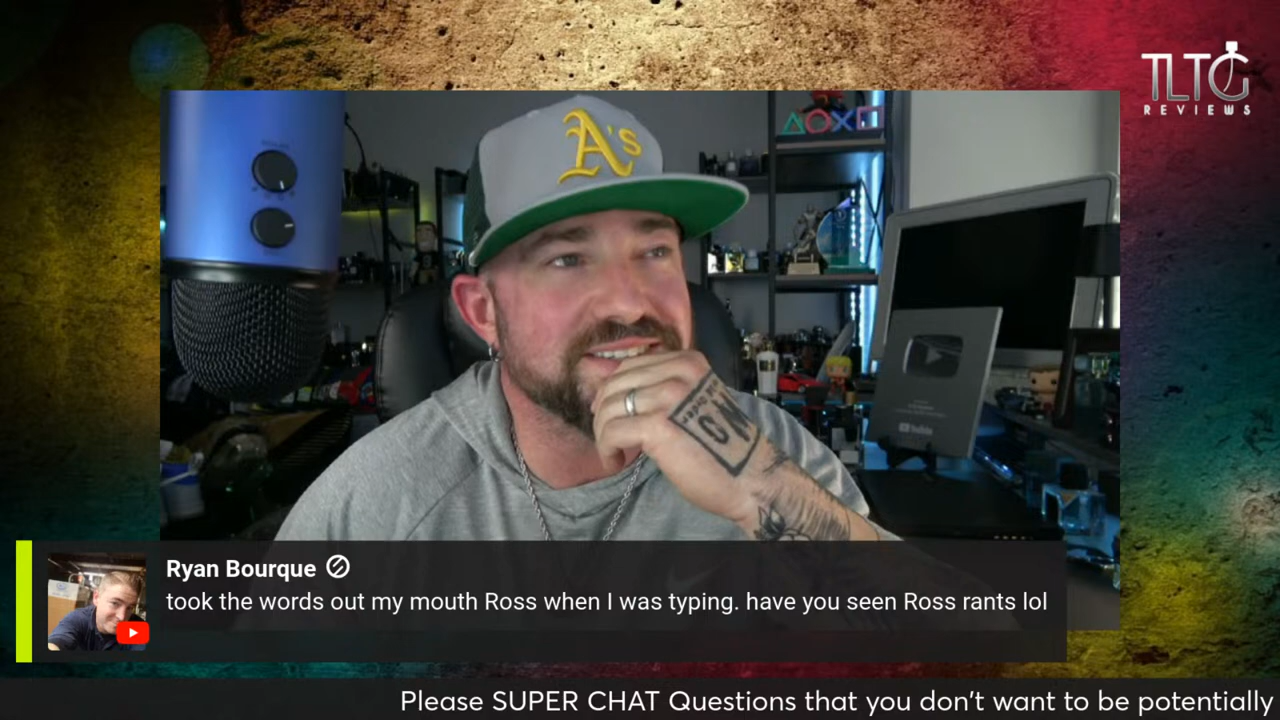 TLTG
REVIEWS
A's
YouTube
Ryan Bourque
took the words out my mouth Ross when I was typing. have you seen Ross rants lol
Please SUPER CHAT Questions that you don't want to be potentially